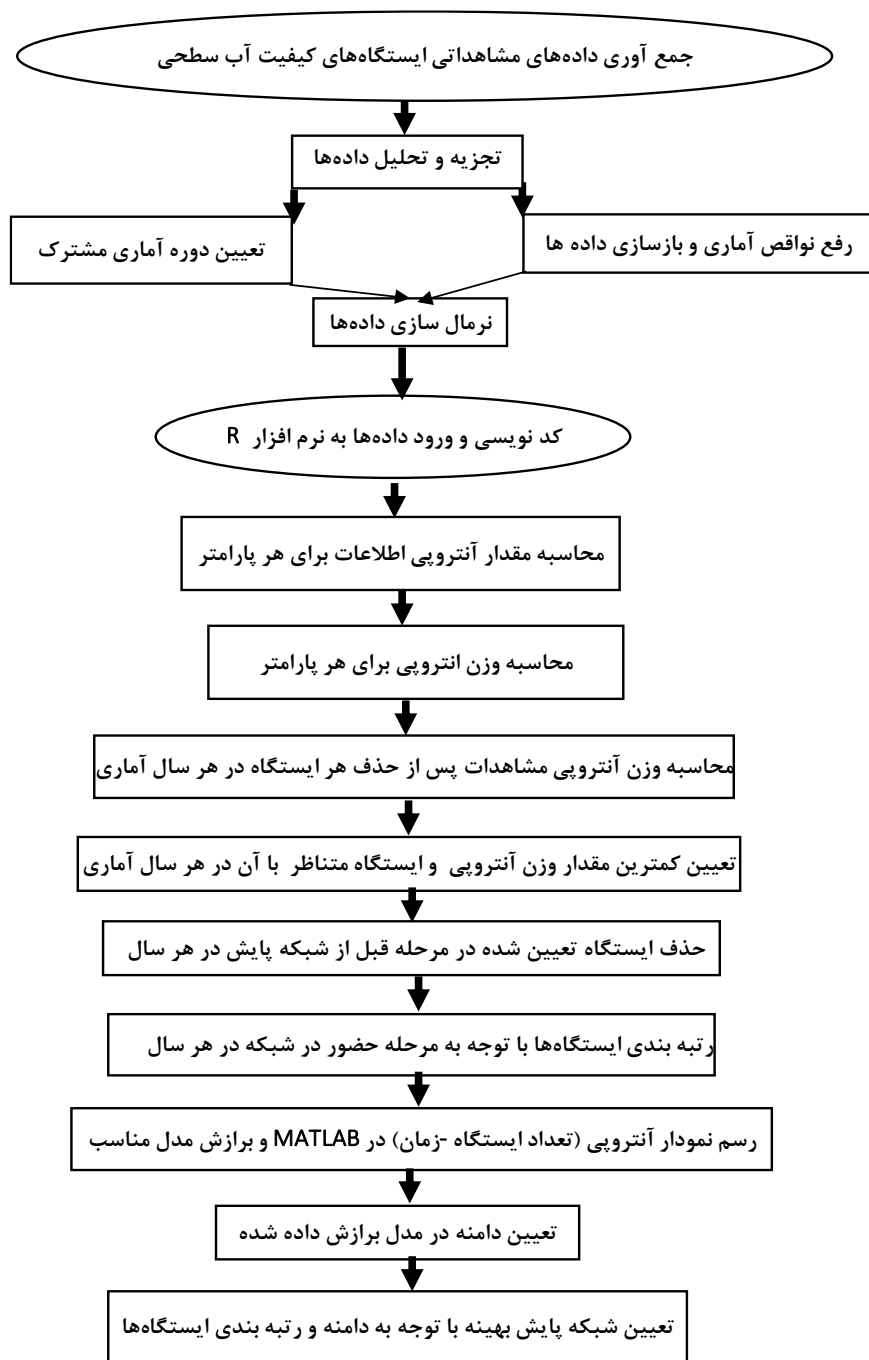 جمع آوری داده‌های مشاهداتی ایستگاه‌های کیفیت آب سطحی
تجزیه و تحلیل داده‌ها
رفع نواقص آماری و بازسازی داده ها
تعیین دوره آماری مشترک
نرمال سازی داده‌ها
کد نویسی و ورود داده‌ها به نرم افزار R
محاسبه مقدار آنتروپی اطلاعات برای هر پارامتر
محاسبه وزن انتروپی برای هر پارامتر
محاسبه وزن آنتروپی مشاهدات پس از حذف هر ایستگاه در هر سال آماری
تعیین کمترین مقدار وزن آنتروپی و ایستگاه متناظر با آن در هر سال آماری
حذف ایستگاه تعیین شده در مرحله قبل از شبکه پایش در هر سال
رتبه بندی ایستگاه‌ها با توجه به مرحله حضور در شبکه در هر سال
رسم نمودار آنتروپی (تعداد ایستگاه -زمان) در MATLAB و برازش مدل مناسب
تعیین دامنه در مدل برازش داده شده
تعیین شبکه پایش بهینه با توجه به دامنه و رتبه بندی ایستگاه‌ها